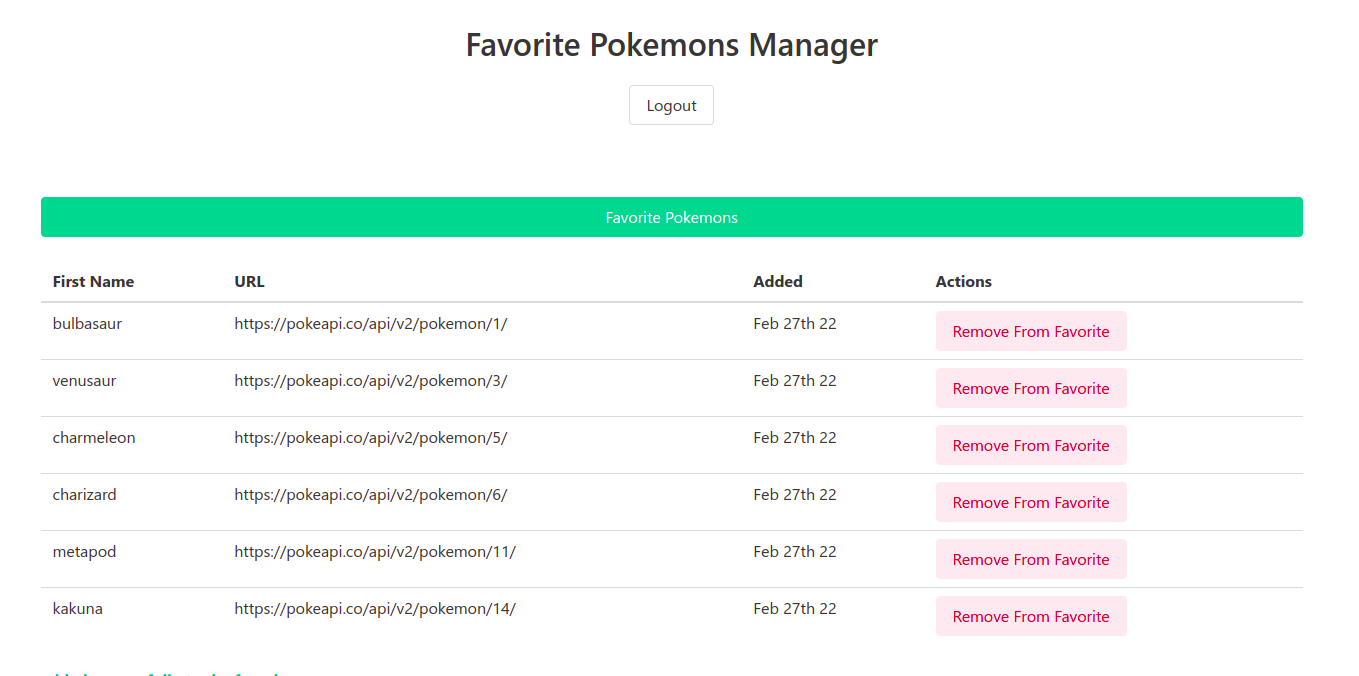 Favorite Pokemons Manager
Logout
Favorite Pokemons
First Name URL Added Actions
bulbasaur https://pokeapi.co/api/v2/pokemon/1/ Feb 27th 22 Remove From Favorite
venusaur https://pokeapi.co/api/v2/pokemon/3/ Feb 27th 22 Remove From Favorite
charmeleon https://pokeapi.co/api/v2/pokemon/5/ Feb 27th 22 Remove From Favorite
charizard https://pokeapi.co/api/v2/pokemon/6/ Feb 27th 22 Remove From Favorite
metapod https://pokeapi.co/api/v2/pokemon/11/ Feb 27th 22 Remove From Favorite
kakuna https://pokeapi.co/api/v2/pokemon/14/ Feb 27th 22 Remove From Favorite